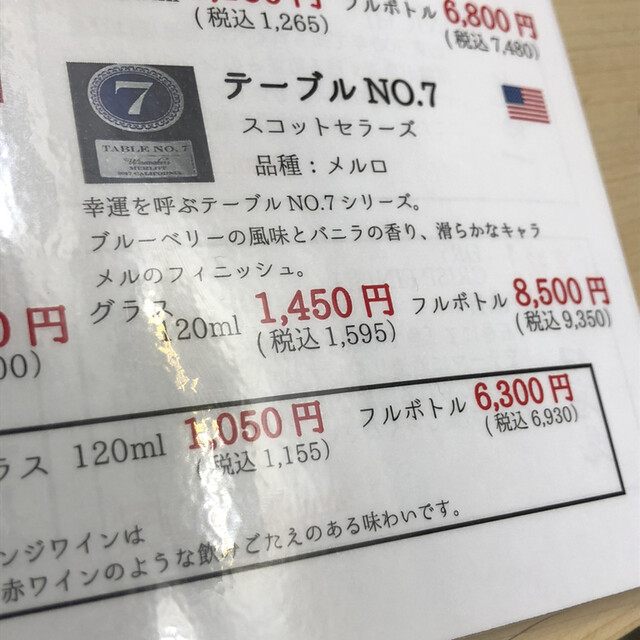 (税込1,265)
フルボトル 6,800円
(税込7,480)
7
TABLE NO. 7
テーブルNO.7
スコットセラーズ
品種：メルロ
幸運を呼ぶテーブルNO.7シリーズ。
ブルーベリーの風味とバニラの香り、滑らかなキャラ
メルのフィニッシュ。
グラス 120ml 1,450円 フルボトル 8,500円
(税込1,595) (税込9,350)
0円
00)
ラス 120ml 1,050円 フルボトル 6,300円
(税込1,155) (税込6,930)
ンジワインは
赤ワインのような飲みごたえのある味わいです。